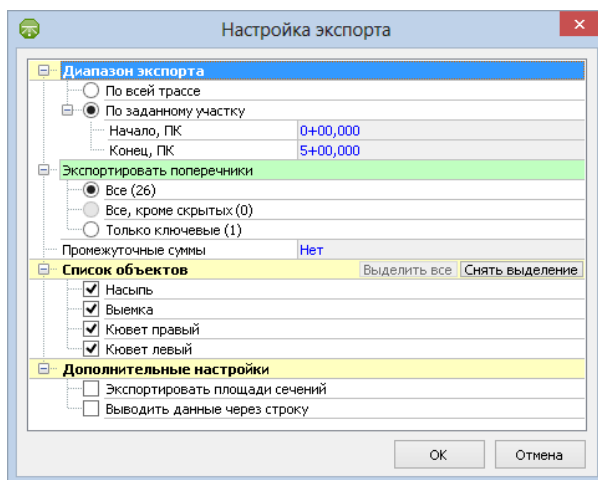 Настройка экспорта
Диапазон экспорта
По всей трассе
По заданному участку
Начало, ПК 0+00,000
Конец, ПК 5+00,000
Экспортировать поперечники
Все (26)
Все, кроме скрытых (0)
Только ключевые (1)
Промежуточные суммы Нет
Список объектов Выделить все Снять выделение
Насыпь
Выемка
Кювет правый
Кювет левый
Дополнительные настройки
Экспортировать площади сечений
Выводить данные через строку
ОК Отмена